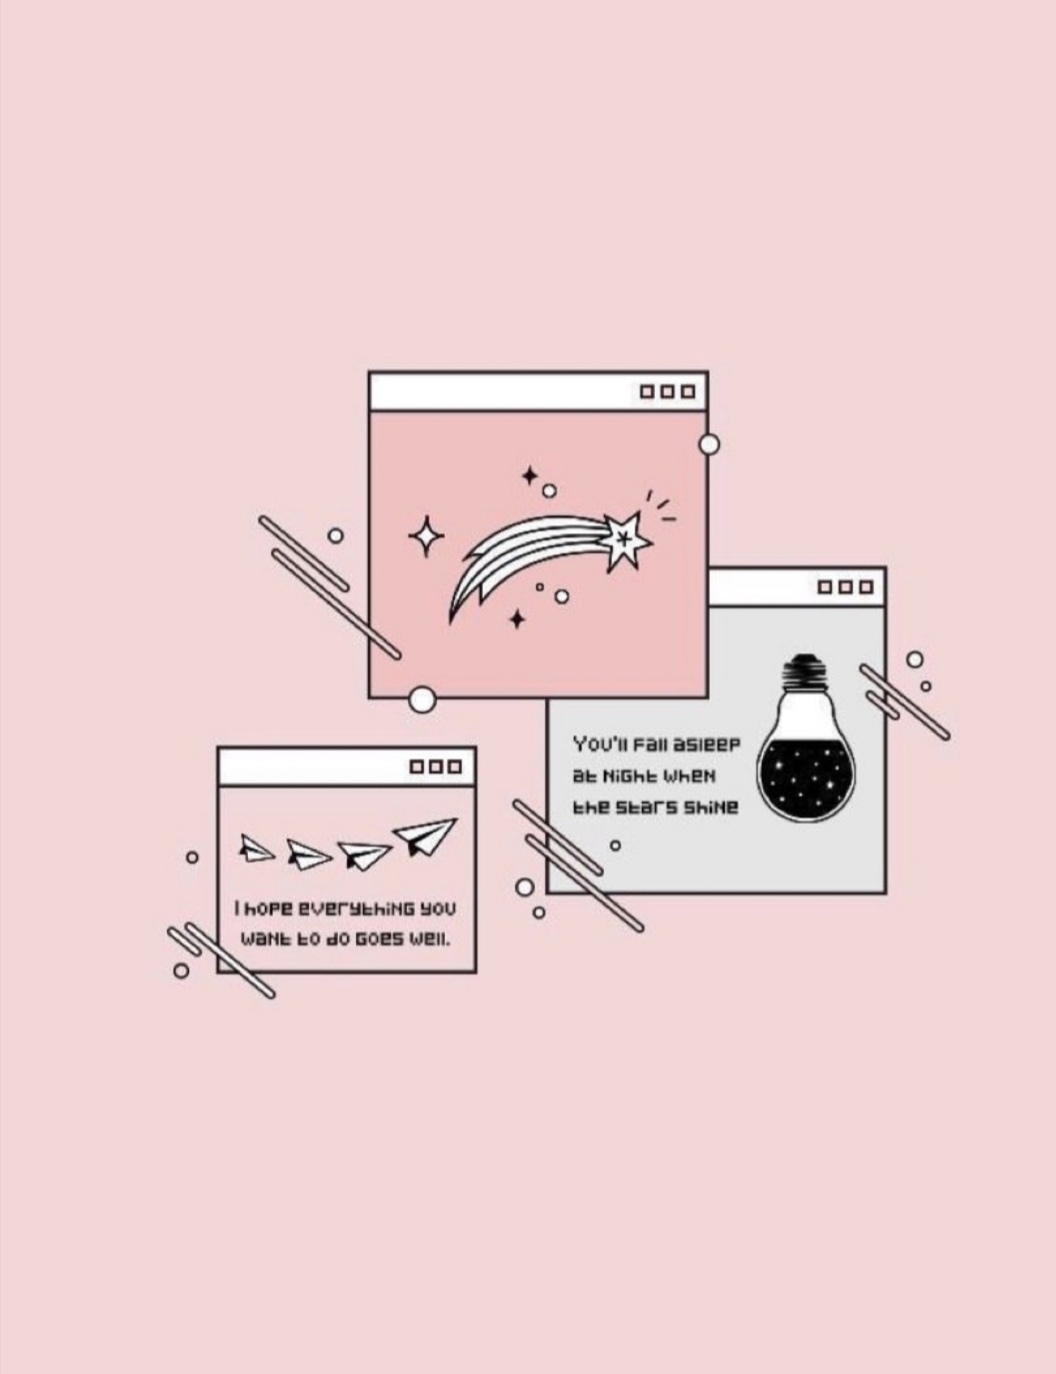 You'll fall asleep
at night when
the stars shine
I hope everything you
want to do goes well.